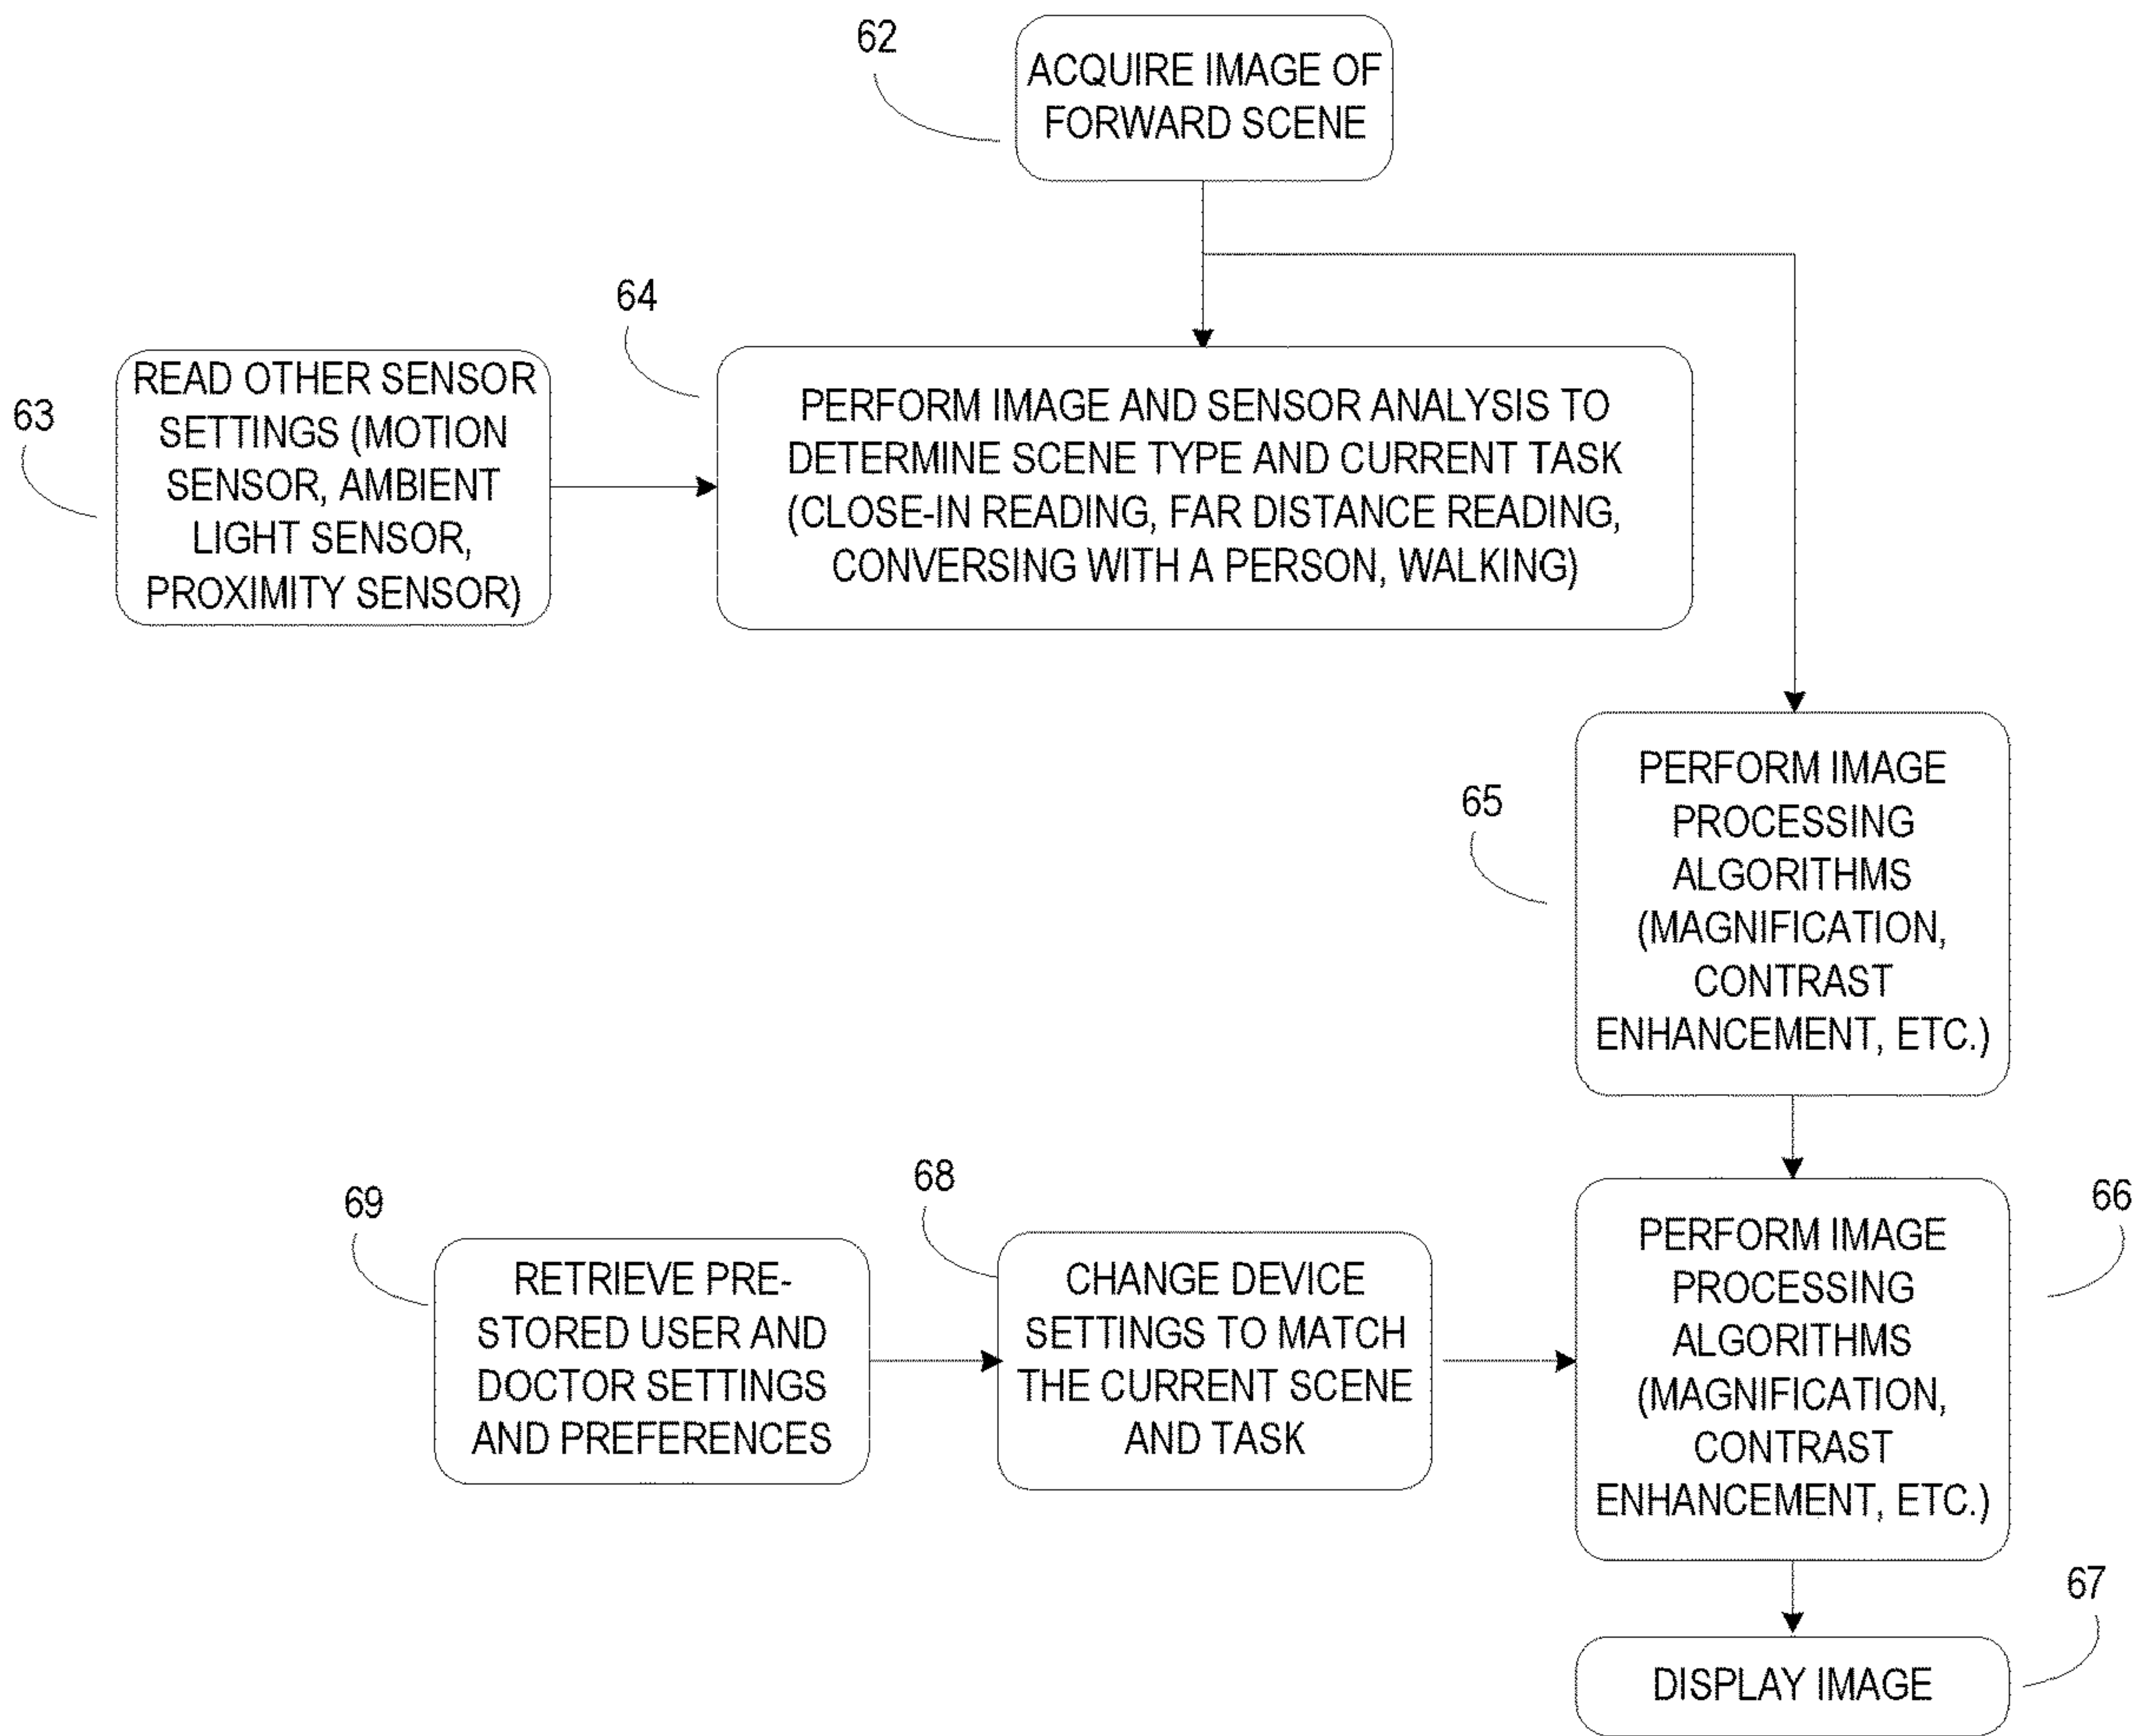 62
ACQUIRE IMAGE OF
FORWARD SCENE
64
63
READ OTHER SENSOR
SETTINGS (MOTION
SENSOR, AMBIENT
LIGHT SENSOR,
PROXIMITY SENSOR)
PERFORM IMAGE AND SENSOR ANALYSIS TO
DETERMINE SCENE TYPE AND CURRENT TASK
(CLOSE-IN READING, FAR DISTANCE READING,
CONVERSING WITH A PERSON, WALKING)
65
PERFORM IMAGE
PROCESSING
ALGORITHMS
(MAGNIFICATION,
CONTRAST
ENHANCEMENT, ETC.)
69
RETRIEVE PRE-
STORED USER AND
DOCTOR SETTINGS
AND PREFERENCES
68
CHANGE DEVICE
SETTINGS TO MATCH
THE CURRENT SCENE
AND TASK
66
PERFORM IMAGE
PROCESSING
ALGORITHMS
(MAGNIFICATION,
CONTRAST
ENHANCEMENT, ETC.)
67
DISPLAY IMAGE